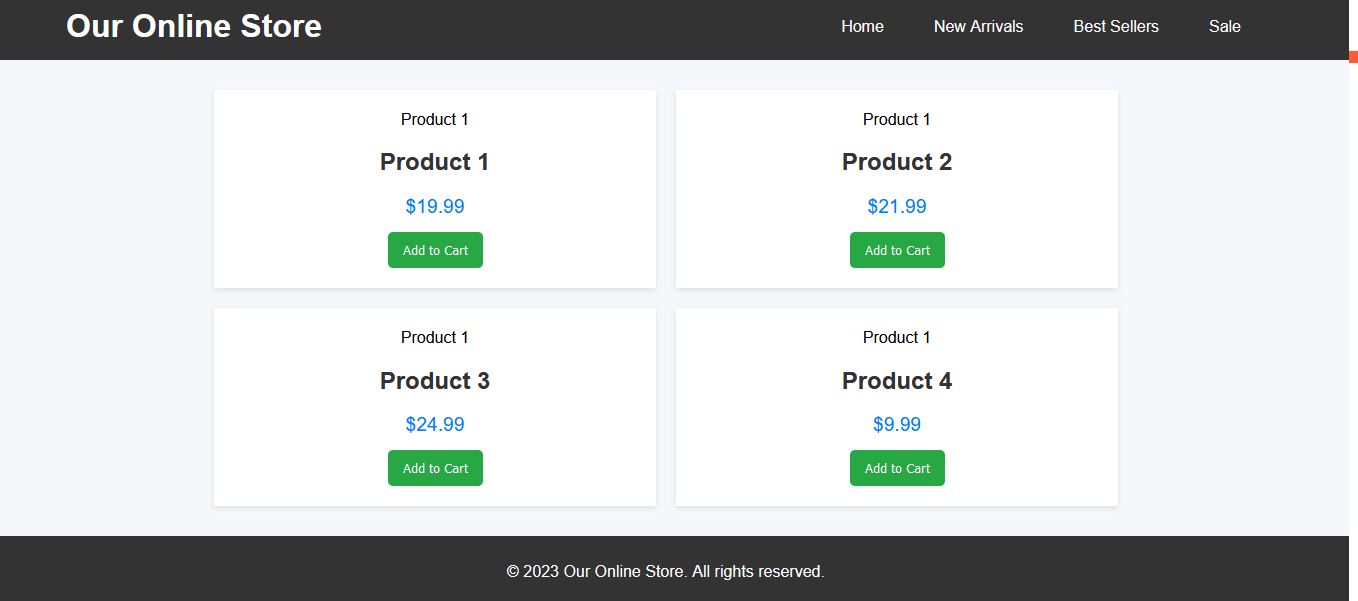 Our Online Store
Home New Arrivals Best Sellers Sale
Product 1
Product 1
$19.99
Add to Cart
Product 1
Product 2
$21.99
Add to Cart
Product 1
Product 3
$24.99
Add to Cart
Product 1
Product 4
$9.99
Add to Cart
© 2023 Our Online Store. All rights reserved.